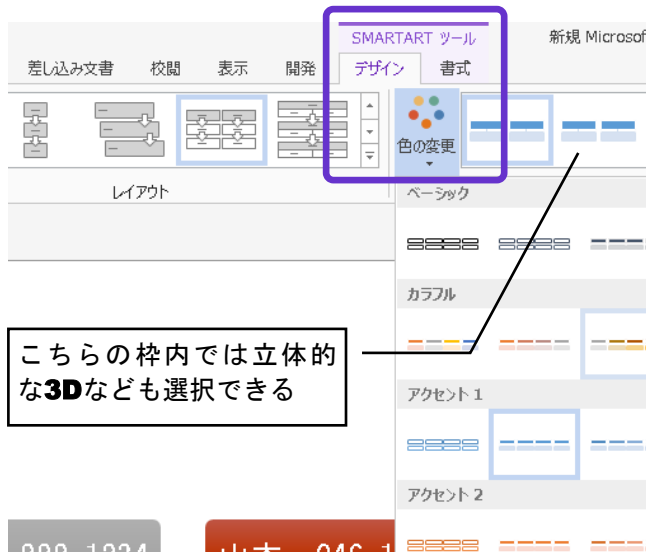 SMARTART ツール
新規 Microsof
差し込み文書 校閲 表示 開発 デザイン 書式
色の変更
レイアウト
ベーシック
カラフル
こちらの枠内では立体的
な3Dなども選択できる
アクセント 1
アクセント 2